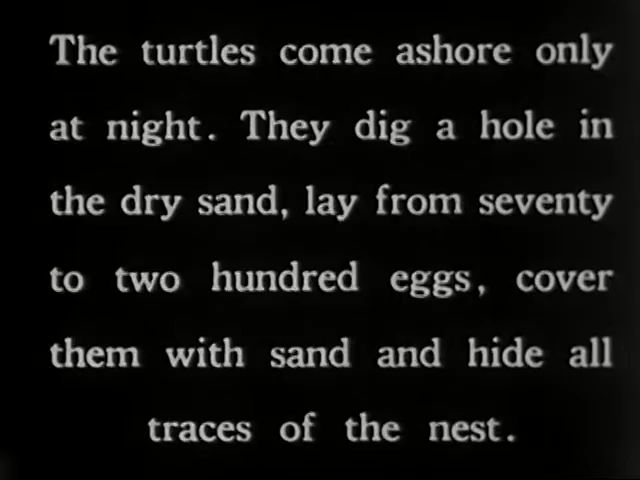 The turtles come ashore only
at night. They dig a hole in
the dry sand, lay from seventy
to two hundred eggs, cover
them with sand and hide all
traces of the nest.